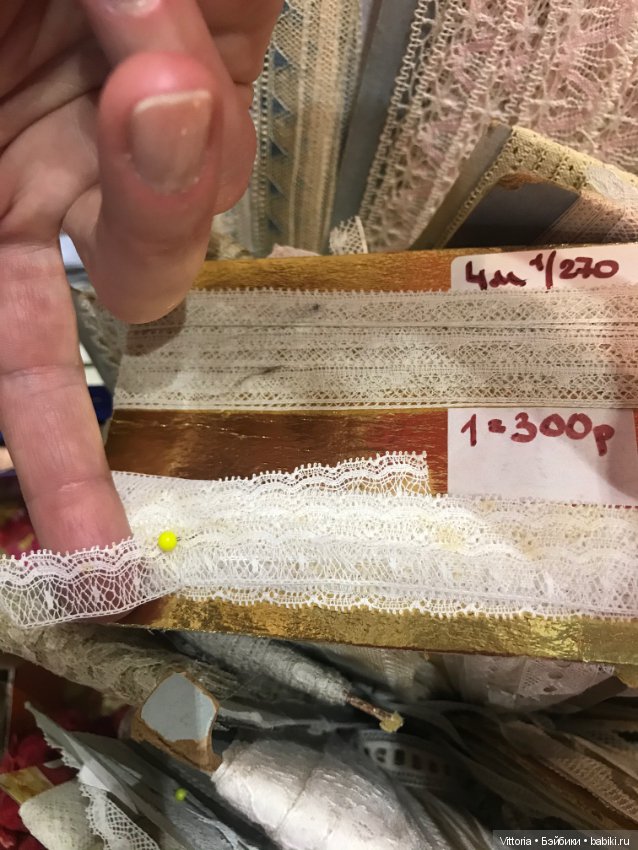 4м 1/270
1=300р
Vittoria • Бэйбики • babiki.ru